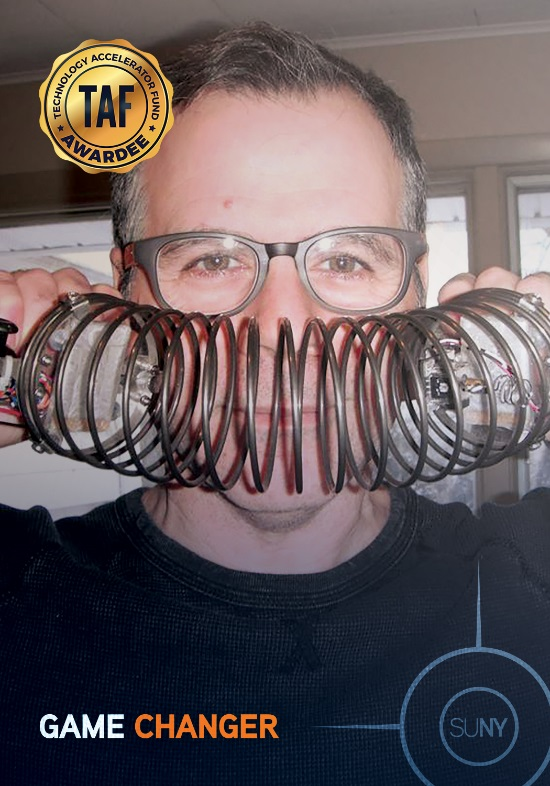 TECHNOLOGY ACCELERATOR FUND
TAF
AWARDEE
GAME CHANGER
SUNY